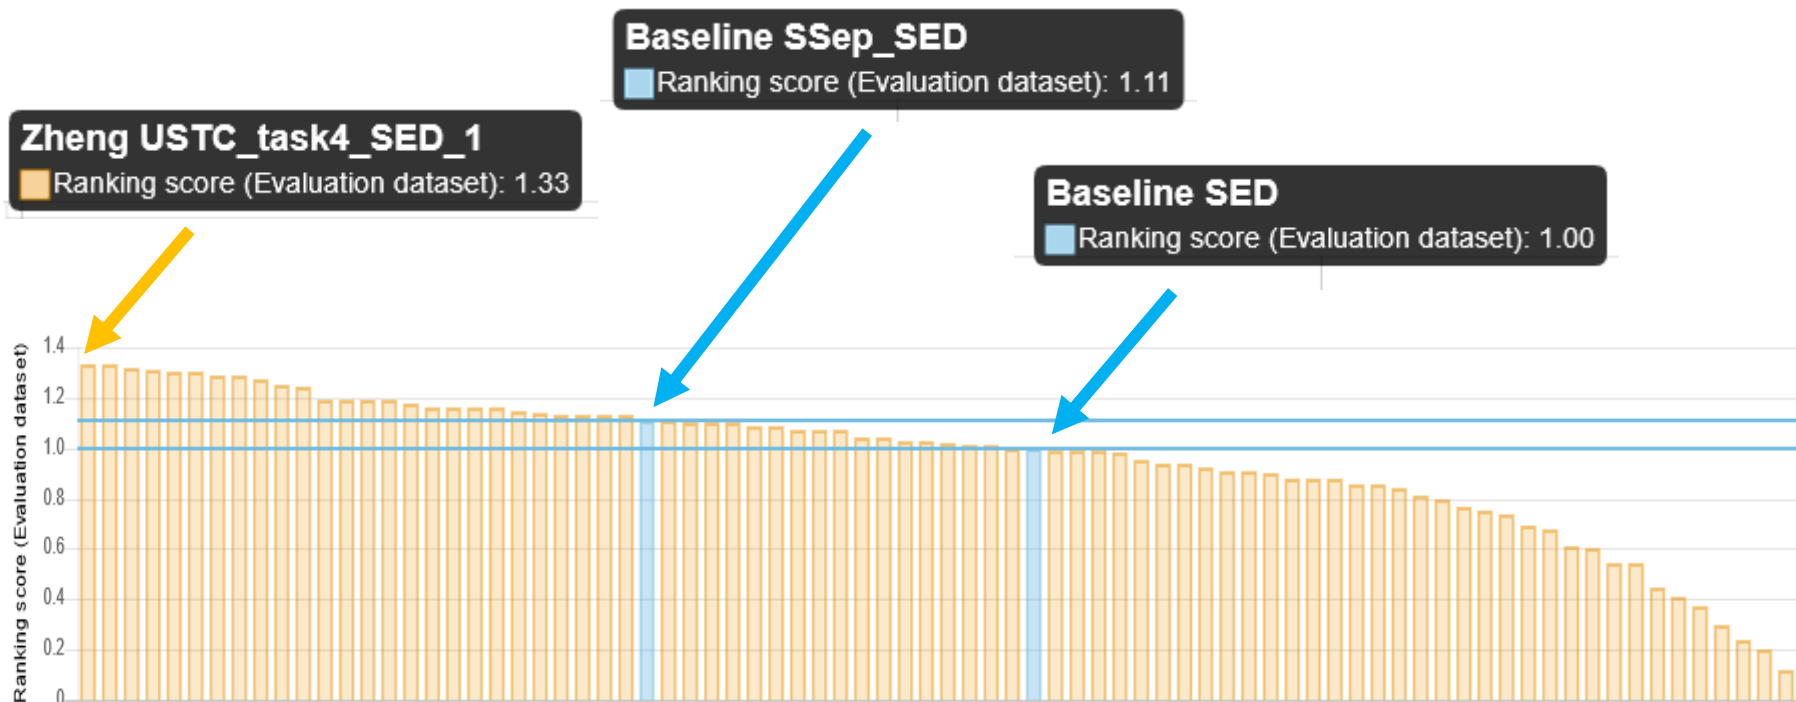 Baseline SSep_SED
Ranking score (Evaluation dataset): 1.11
Zheng USTC_task4_SED_1
Ranking score (Evaluation dataset): 1.33
Baseline SED
Ranking score (Evaluation dataset): 1.00
Ranking score (Evaluation dataset)
1.4
1.2
1.0
0.8
0.6
0.4
0.2
0